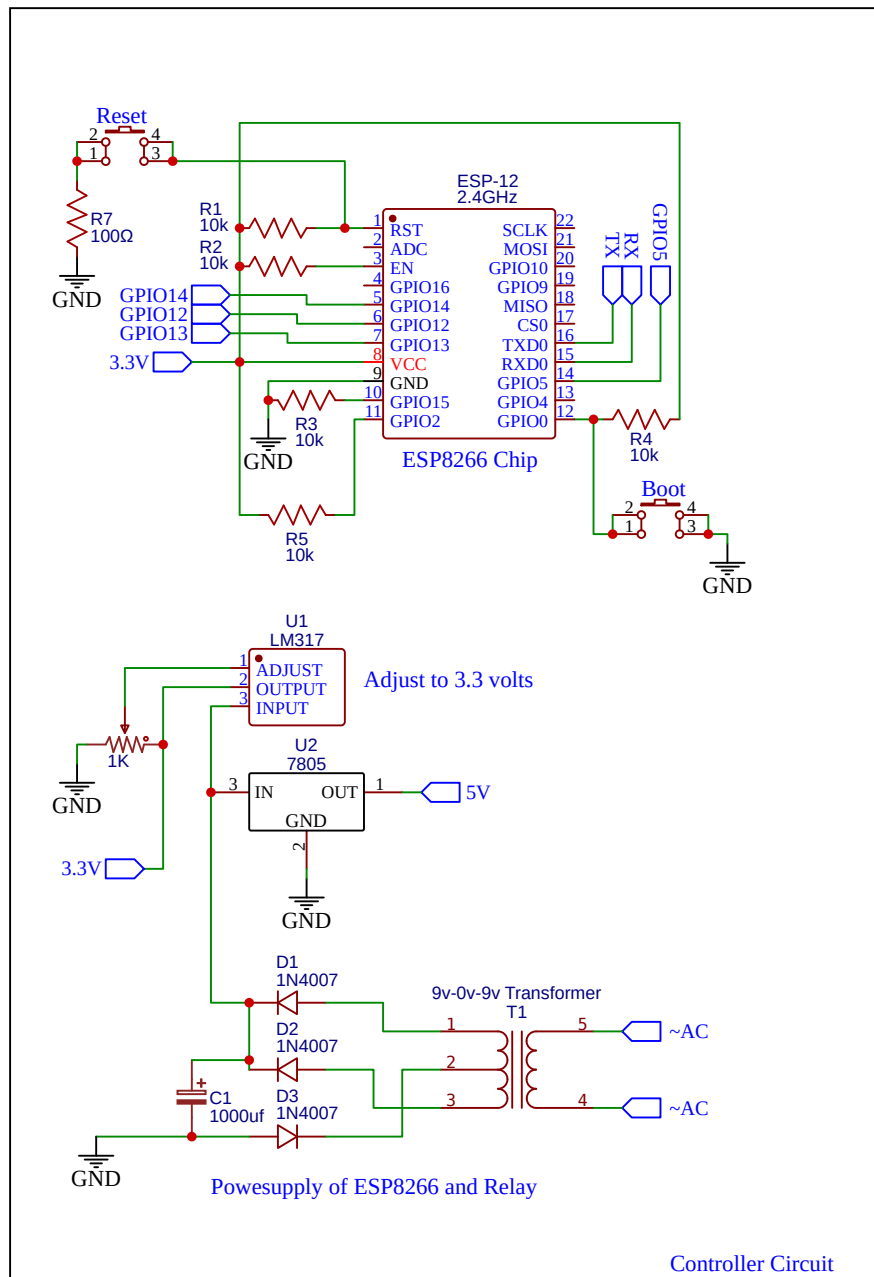 Reset
2
4
1
3
R7
100Ω
GND
R1
10k
R2
10k
GPIO14
GPIO12
GPIO13
3.3V
ESP-12
2.4GHz
1 RST SCLK 22
2 ADC MOSI 21
3 EN GPIO10 20
4 GPIO16 GPIO9 19
5 GPIO14 MISO 18
6 GPIO12 CS0 17
7 GPIO13 TXD0 16
8 VCC RXD0 15
9 GND GPIO5 14
10 GPIO15 GPIO4 13
11 GPIO2 GPIO0 12
ESP8266 Chip
TX
RX
GPIO5
R3
10k
GND
R4
10k
R5
10k
Boot
2
4
1
3
GND
U1
LM317
1 ADJUST
2 OUTPUT
3 INPUT
Adjust to 3.3 volts
1K
GND
3.3V
U2
7805
3 IN OUT 1
GND
2
5V
GND
D1
1N4007
D2
1N4007
D3
1N4007
C1
1000uf
+
GND
9v-0v-9v Transformer
T1
1
2
3
5
4
~AC
~AC
Powesupply of ESP8266 and Relay
Controller Circuit